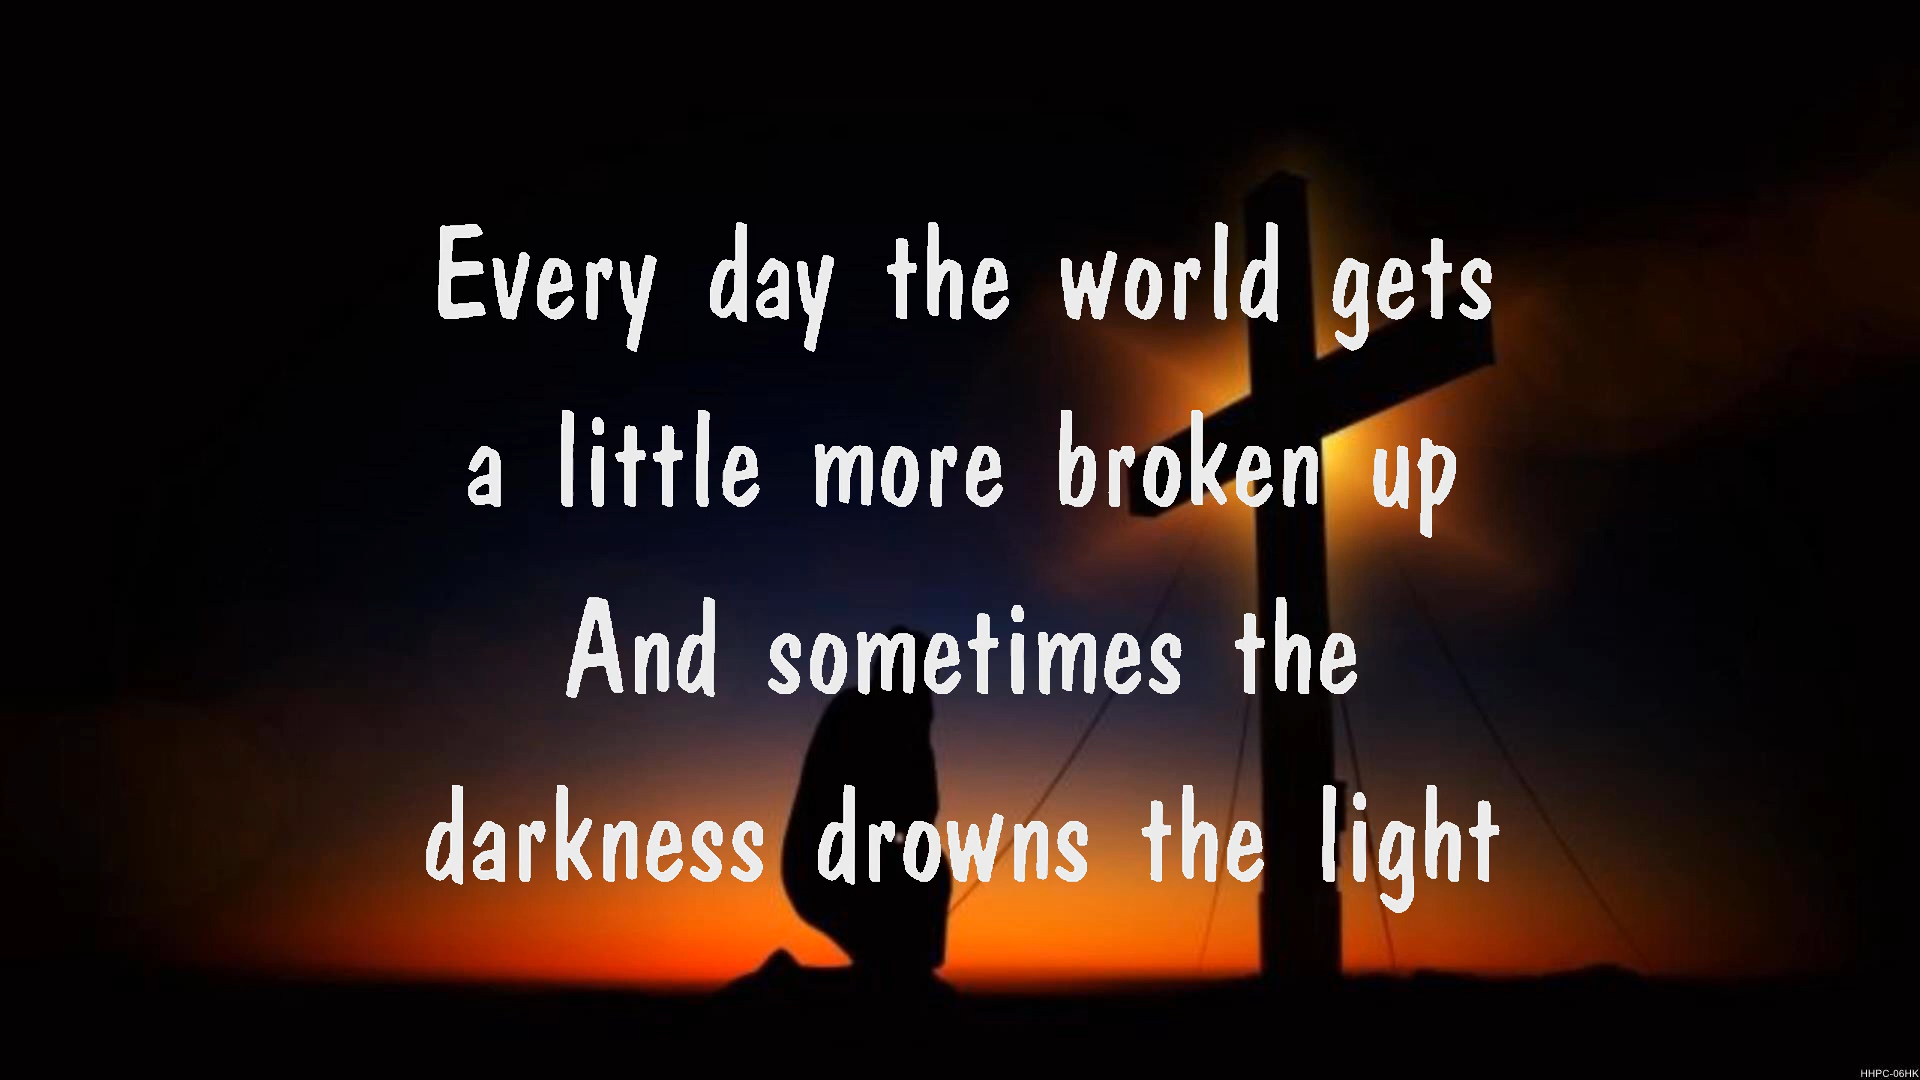 Every day the world gets
a little more broken up
And sometimes the
darkness drowns the light
HHPC-06HK